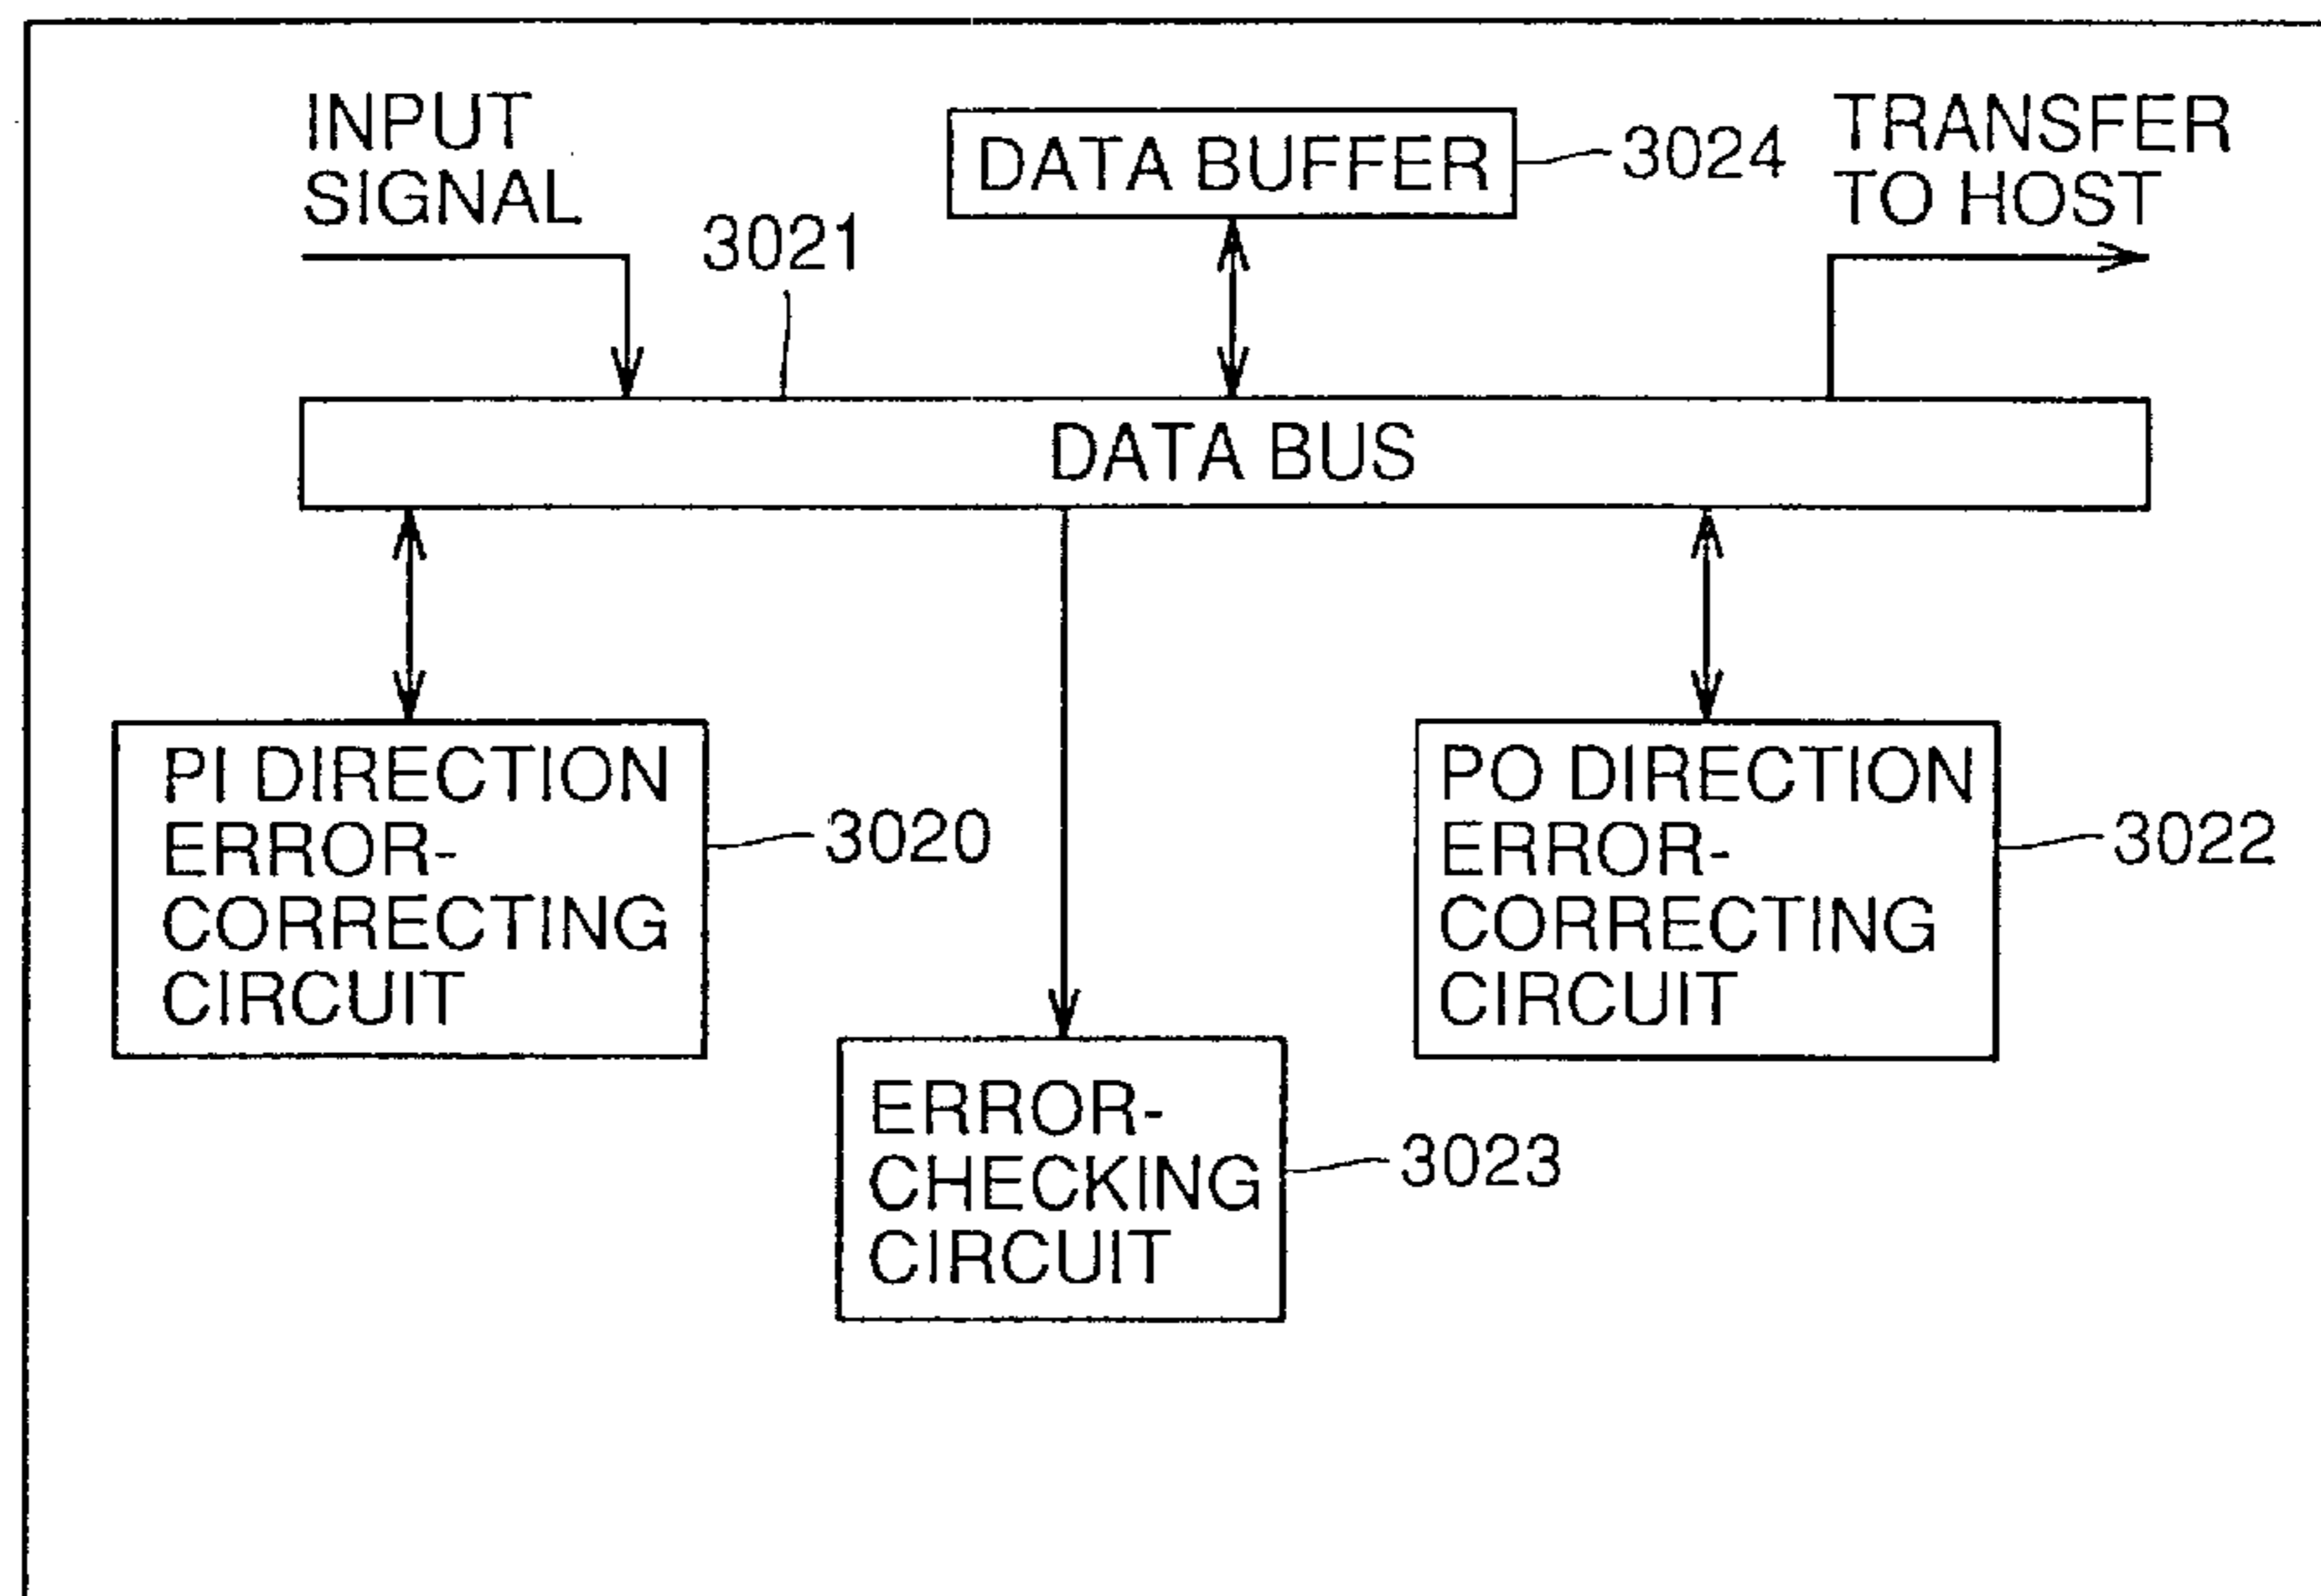 INPUT
SIGNAL
3021
DATA BUFFER
3024
TRANSFER
TO HOST
DATA BUS
PI DIRECTION
ERROR-
CORRECTING
CIRCUIT
3020
ERROR-
CHECKING
CIRCUIT
3023
PO DIRECTION
ERROR-
CORRECTING
CIRCUIT
3022